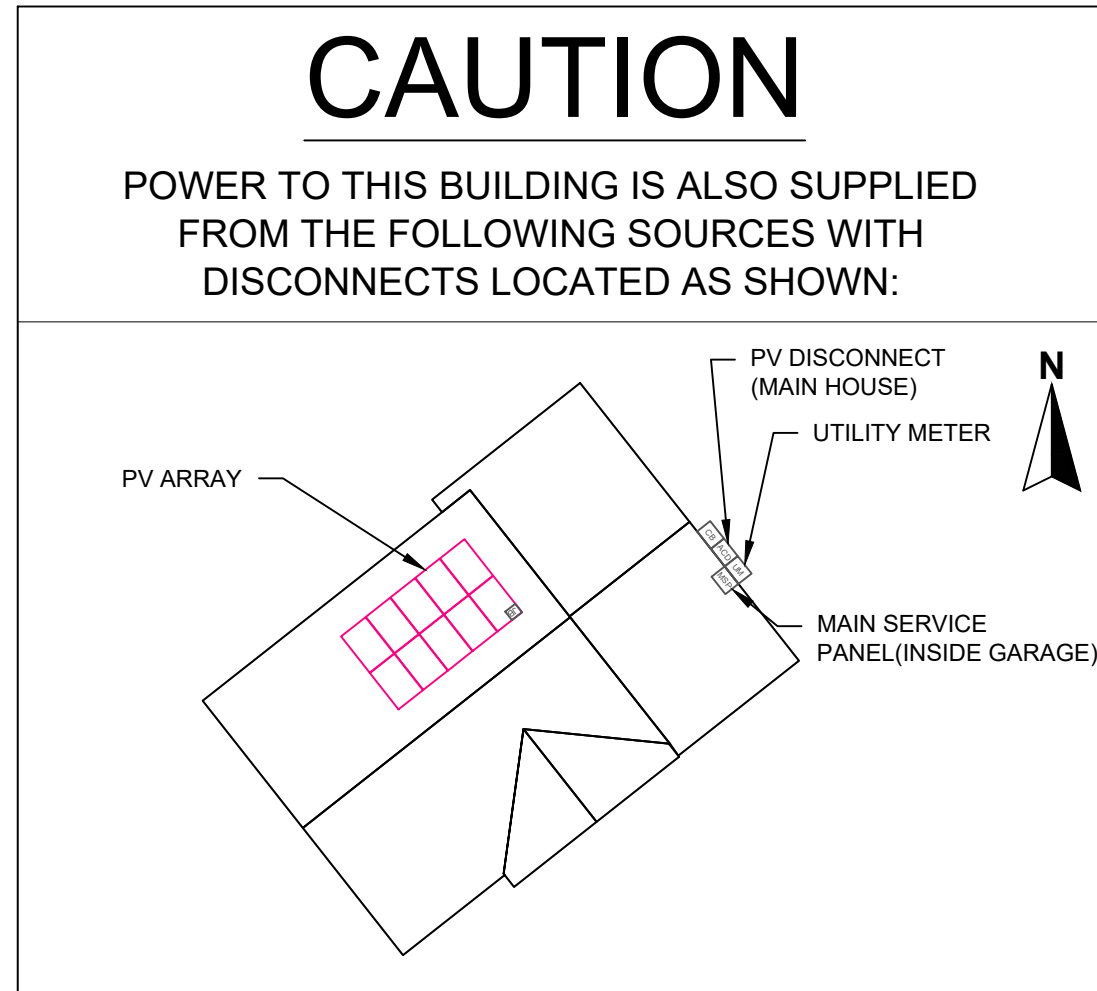 CAUTION
POWER TO THIS BUILDING IS ALSO SUPPLIED
FROM THE FOLLOWING SOURCES WITH
DISCONNECTS LOCATED AS SHOWN:
PV DISCONNECT
(MAIN HOUSE)
N
UTILITY METER
PV ARRAY
CB
ACD
UM
MSP
MAIN SERVICE
PANEL(INSIDE GARAGE)